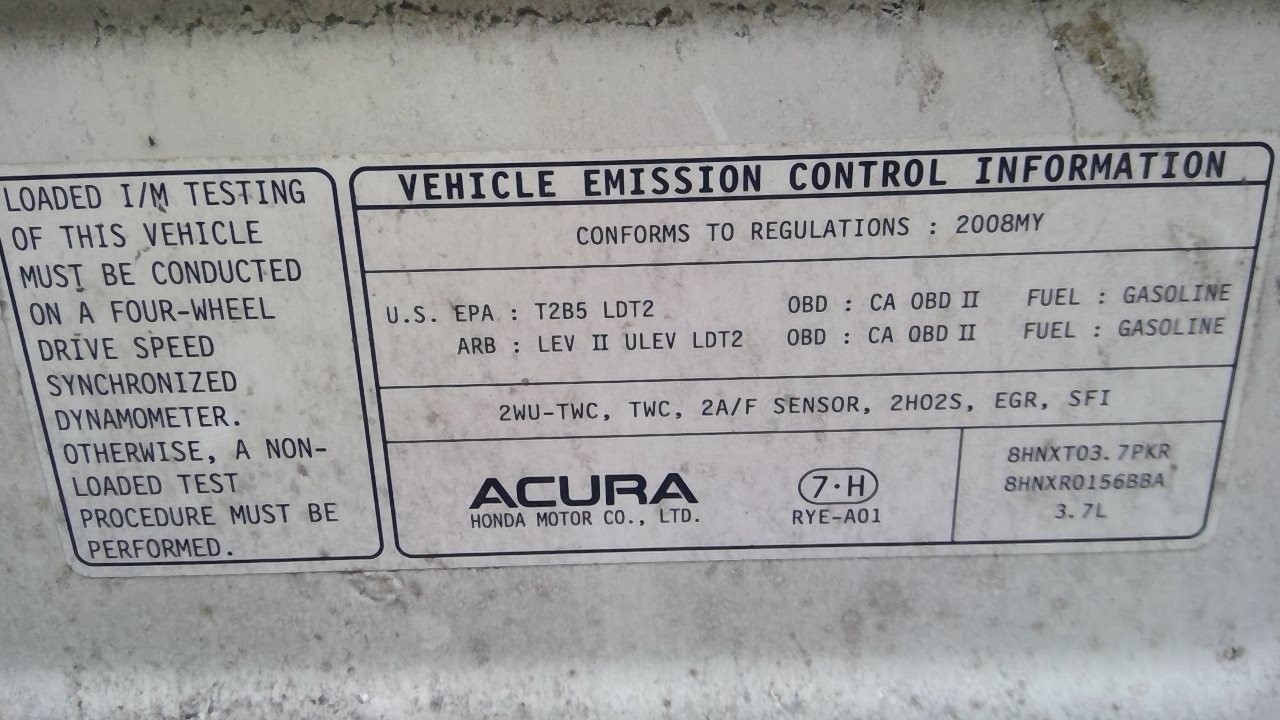 LOADED I/M TESTING
OF THIS VEHICLE
MUST BE CONDUCTED
ON A FOUR-WHEEL
DRIVE SPEED
SYNCHRONIZED
DYNAMOMETER.
OTHERWISE, A NON-
LOADED TEST
PROCEDURE MUST BE
PERFORMED.
VEHICLE EMISSION CONTROL INFORMATION
CONFORMS TO REGULATIONS : 2008MY
U.S. EPA : T2B5 LDT2 OBD : CA OBD II FUEL : GASOLINE
ARB : LEV II ULEV LDT2 OBD : CA OBD II FUEL : GASOLINE
2WU-TWC, TWC, 2A/F SENSOR, 2HO2S, EGR, SFI
ACURA
HONDA MOTOR CO., LTD.
7·H
RYE-A01
8HNXT03.7PKR
8HNXR0156BBA
3.7L